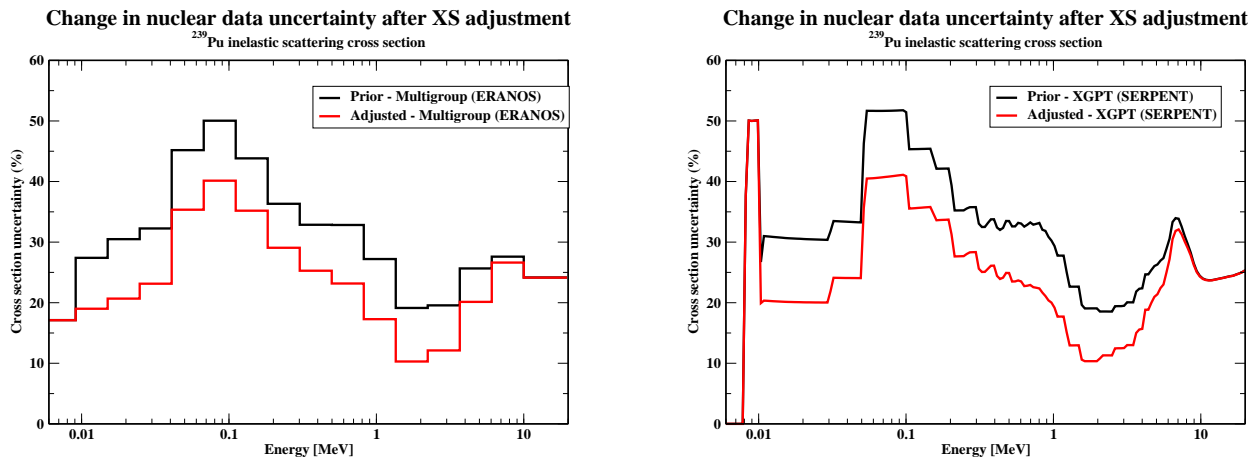 Change in nuclear data uncertainty after XS adjustment
²³⁹Pu inelastic scattering cross section
60
50
40
30
20
10
0
Cross section uncertainty (%)
Prior - Multigroup (ERANOS)
Adjusted - Multigroup (ERANOS)
0.01
0.1
1
10
Energy [MeV]
Change in nuclear data uncertainty after XS adjustment
²³⁹Pu inelastic scattering cross section
60
50
40
30
20
10
0
Cross section uncertainty (%)
Prior - XGPT (SERPENT)
Adjusted - XGPT (SERPENT)
0.01
0.1
1
10
Energy [MeV]